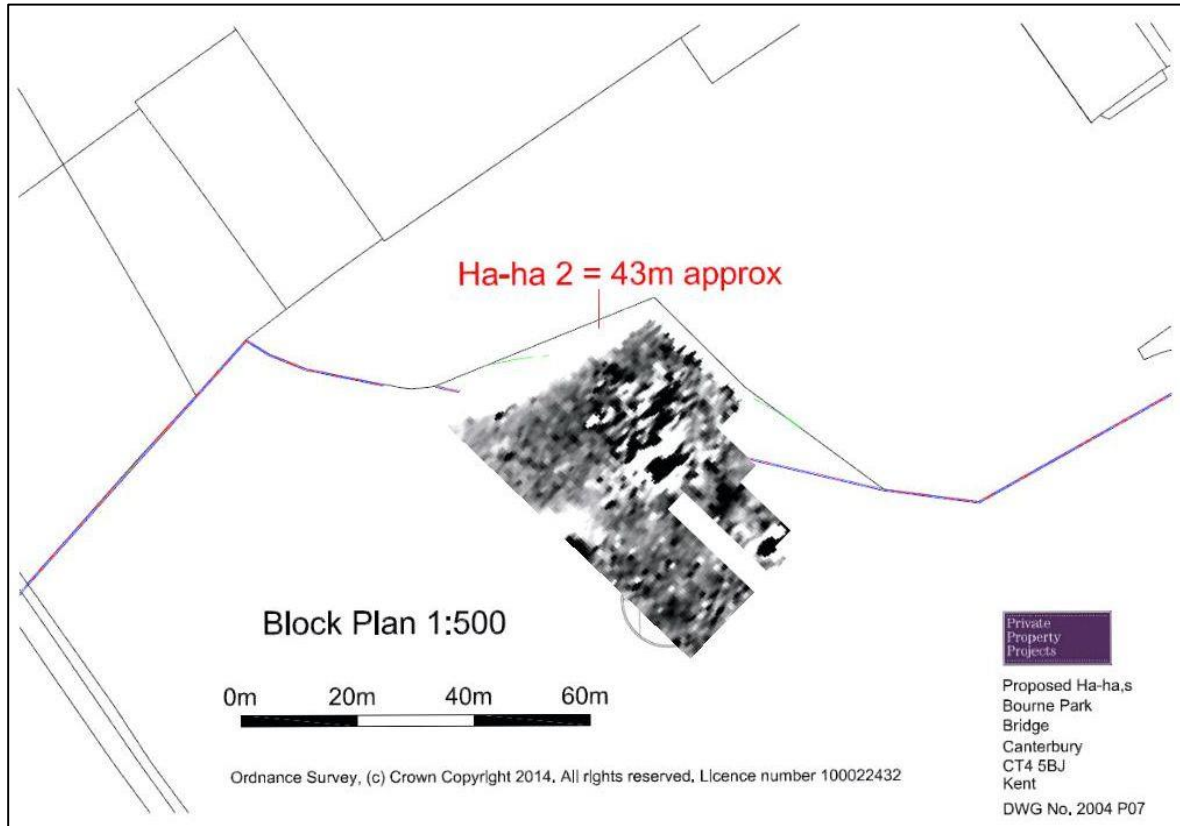 Ha-ha 2 = 43m approx
Block Plan 1:500
0m 20m 40m 60m
Ordnance Survey, (c) Crown Copyright 2014. All rights reserved. Licence number 100022432
Private
Property
Projects
Proposed Ha-ha,s
Bourne Park
Bridge
Canterbury
CT4 5BJ
Kent
DWG No. 2004 P07